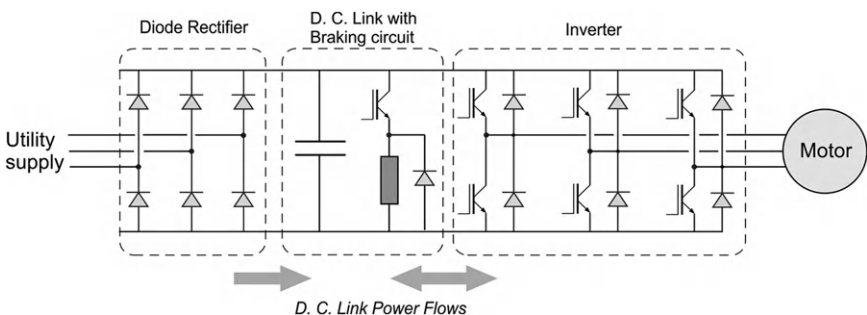 Diode Rectifier
D. C. Link with
Braking circuit
Inverter
Utility
supply
Motor
D. C. Link Power Flows